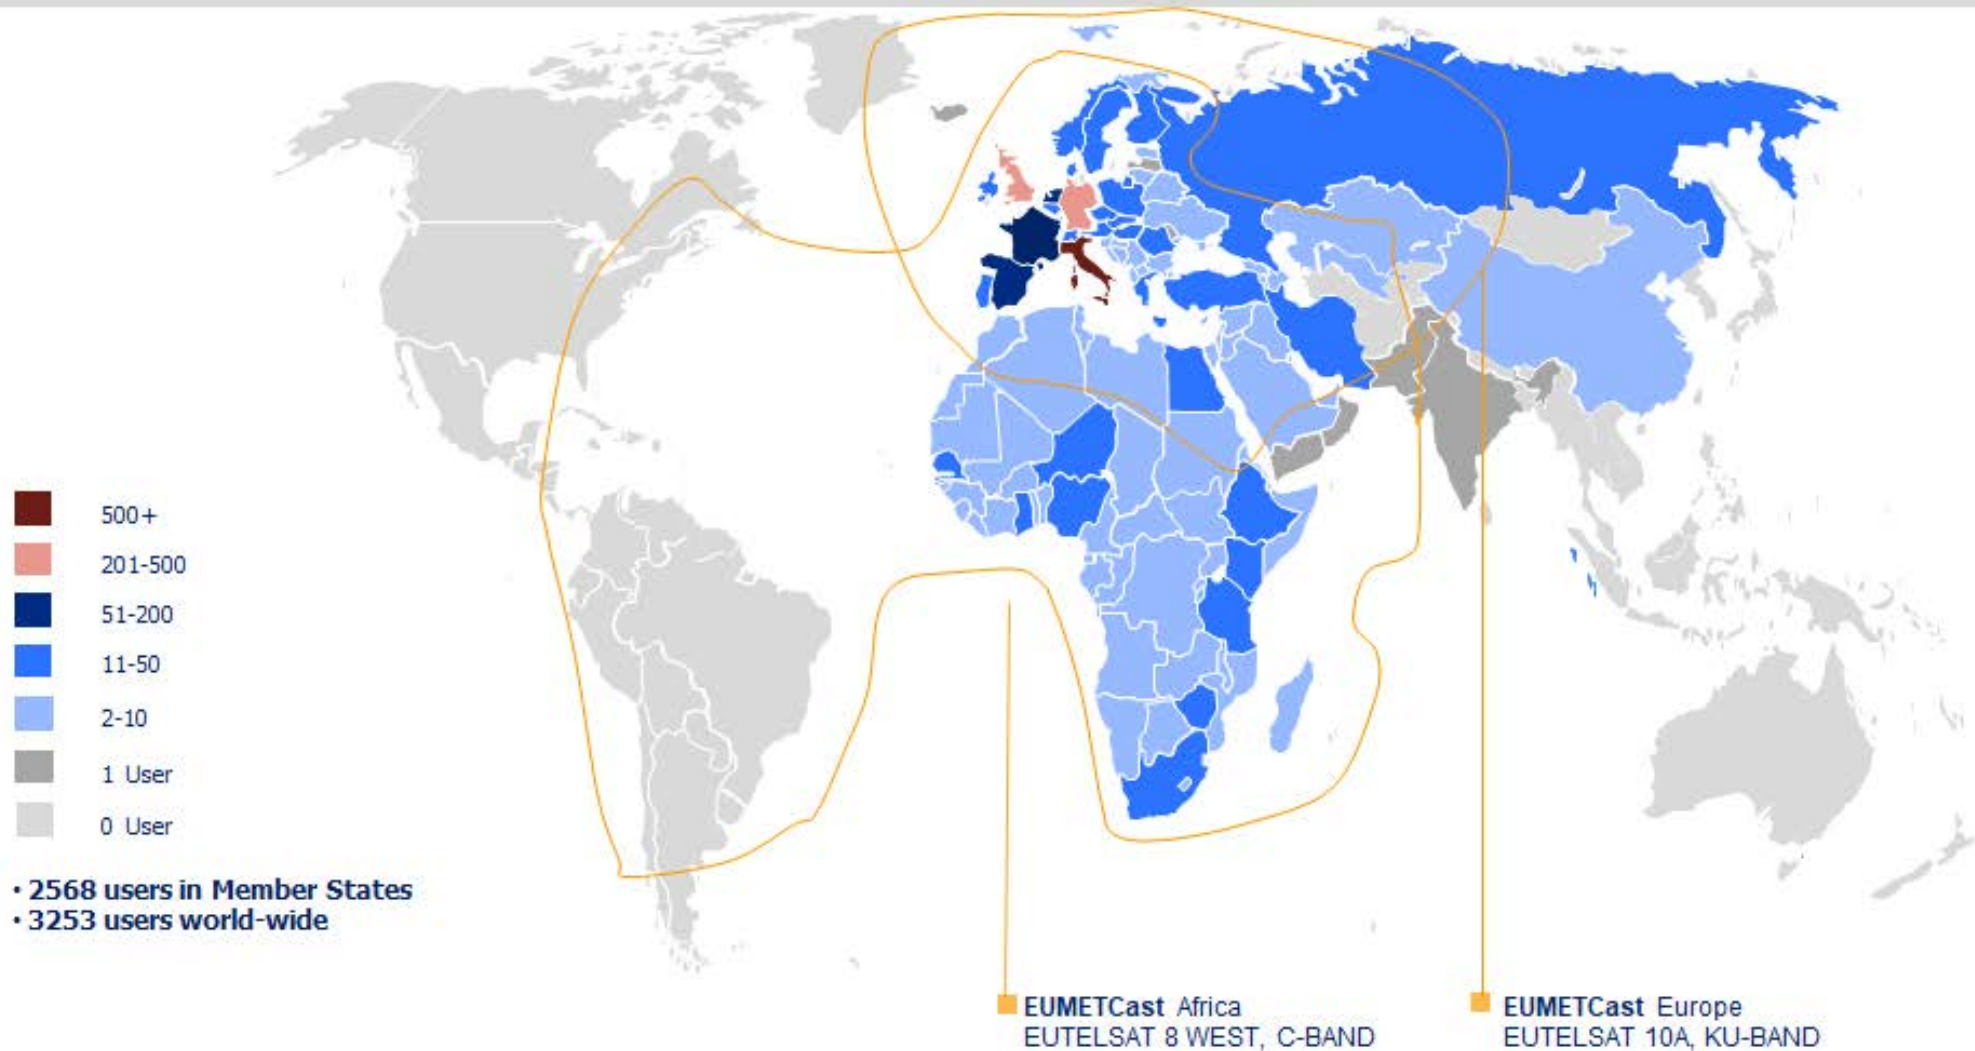 500+
201-500
51-200
11-50
2-10
1 User
0 User
• 2568 users in Member States
• 3253 users world-wide
EUMETCast Africa
EUTELSAT 8 WEST, C-BAND
EUMETCast Europe
EUTELSAT 10A, KU-BAND